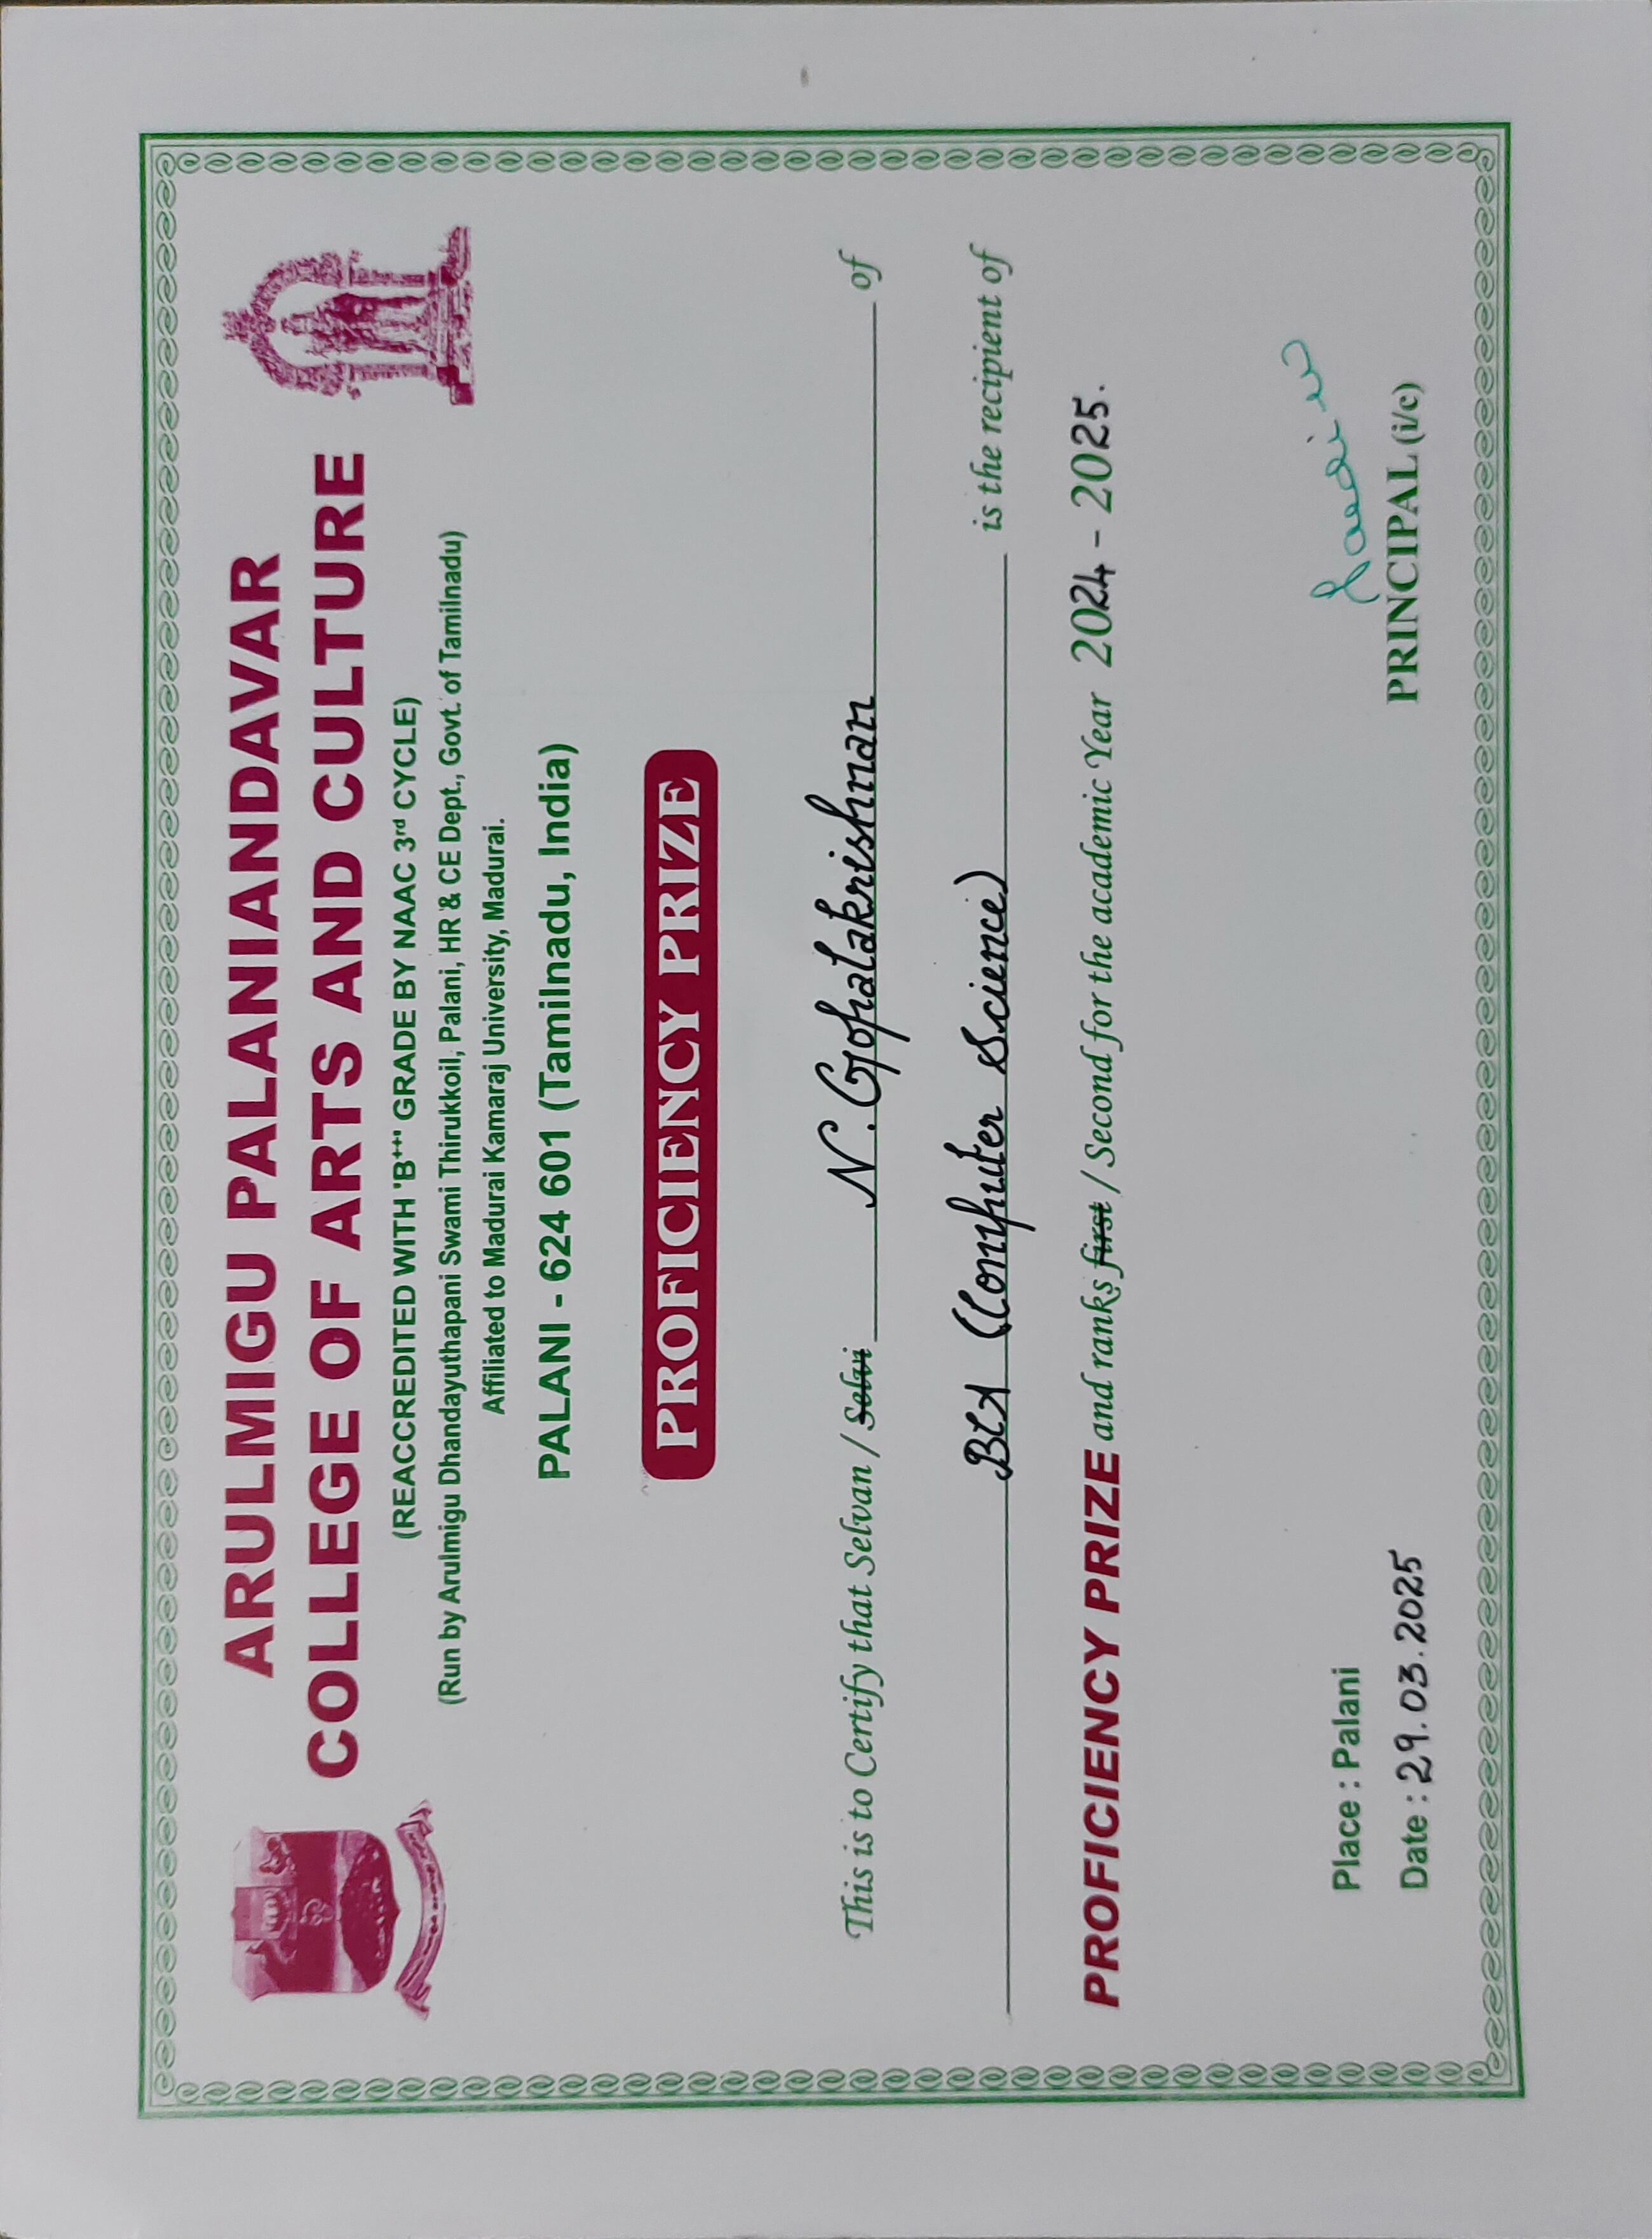 ARULMIGU PALANIANDAVAR
COLLEGE OF ARTS AND CULTURE
(REACCREDITED WITH 'B++' GRADE BY NAAC 3rd CYCLE)
(Run by Arulmigu Dhandayuthapani Swami Thirukkoil, Palani, HR & CE Dept., Govt. of Tamilnadu)
Affiliated to Madurai Kamaraj University, Madurai.
PALANI - 624 601 (Tamilnadu, India)
PROFICIENCY PRIZE
This is to Certify that Selvan / Selvi N. Gopalakrishnan of
BCA (Computer Science) is the recipient of
PROFICIENCY PRIZE and ranks first / Second for the academic Year 2024 - 2025.
Place : Palani
Date : 29.03.2025
PRINCIPAL (i/c)